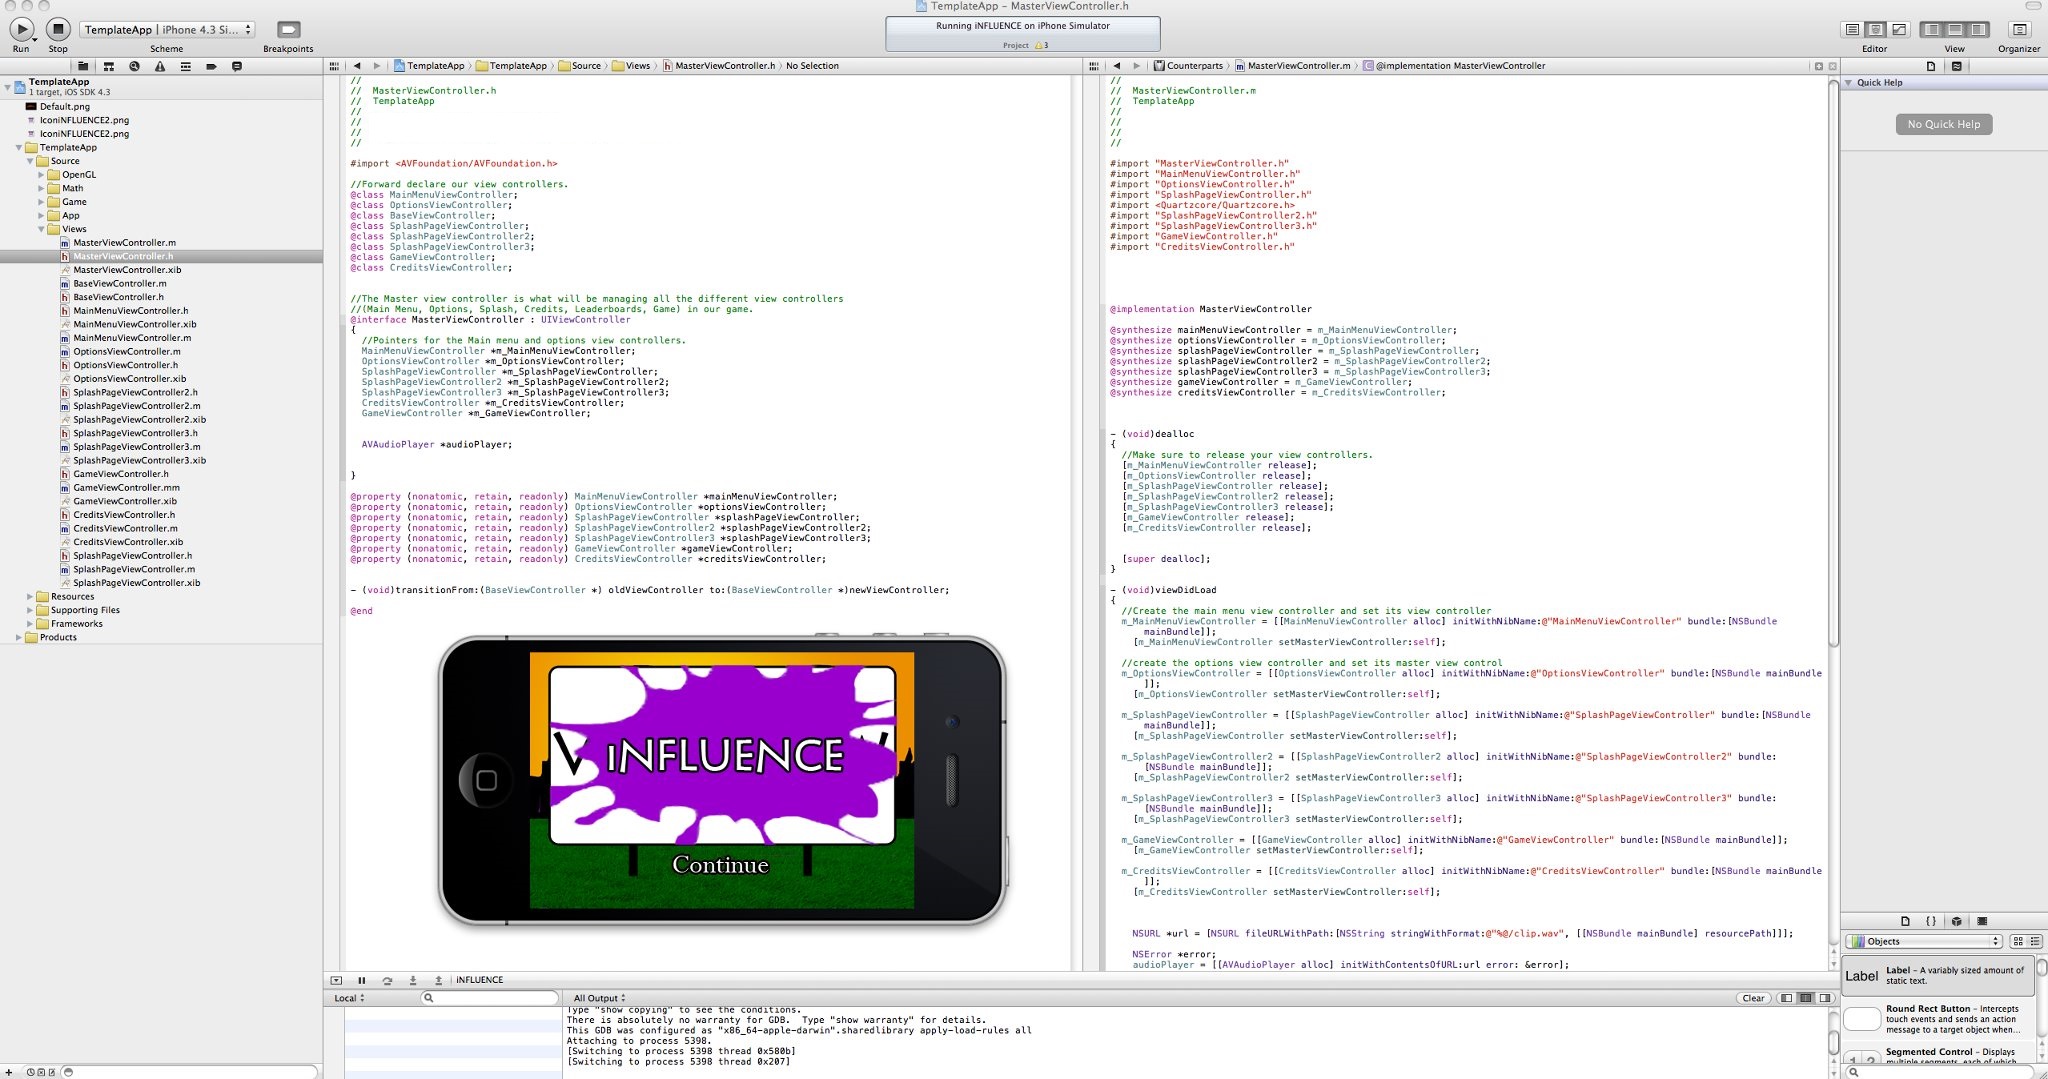 TemplateApp – MasterViewController.h
Run
Stop
TemplateApp | iPhone 4.3 Si...
Scheme
Breakpoints
Running iNFLUENCE on iPhone Simulator
Project 3
Editor
View
Organizer
TemplateApp
1 target, iOS SDK 4.3
Default.png
IconiNFLUENCE2.png
IconiNFLUENCE2.png
TemplateApp
Source
OpenGL
Math
Game
App
Views
MasterViewController.m
MasterViewController.h
MasterViewController.xib
BaseViewController.m
BaseViewController.h
MainMenuViewController.h
MainMenuViewController.xib
MainMenuViewController.m
OptionsViewController.m
OptionsViewController.h
OptionsViewController.xib
SplashPageViewController2.h
SplashPageViewController2.m
SplashPageViewController2.xib
SplashPageViewController3.h
SplashPageViewController3.m
SplashPageViewController3.xib
GameViewController.h
GameViewController.mm
GameViewController.xib
CreditsViewController.h
CreditsViewController.m
CreditsViewController.xib
SplashPageViewController.h
SplashPageViewController.m
SplashPageViewController.xib
Resources
Supporting Files
Frameworks
Products
TemplateApp TemplateApp Source Views MasterViewController.h No Selection
//
// MasterViewController.h
// TemplateApp
//
//
//
//
#import <AVFoundation/AVFoundation.h>
//Forward declare our view controllers.
@class MainMenuViewController;
@class OptionsViewController;
@class BaseViewController;
@class SplashPageViewController;
@class SplashPageViewController2;
@class SplashPageViewController3;
@class GameViewController;
@class CreditsViewController;
//The Master view controller is what will be managing all the different view controllers
//(Main Menu, Options, Splash, Credits, Leaderboards, Game) in our game.
@interface MasterViewController : UIViewController
{
//Pointers for the Main menu and options view controllers.
MainMenuViewController *m_MainMenuViewController;
OptionsViewController *m_OptionsViewController;
SplashPageViewController *m_SplashPageViewController;
SplashPageViewController2 *m_SplashPageViewController2;
SplashPageViewController3 *m_SplashPageViewController3;
CreditsViewController *m_CreditsViewController;
GameViewController *m_GameViewController;
AVAudioPlayer *audioPlayer;
}
@property (nonatomic, retain, readonly) MainMenuViewController *mainMenuViewController;
@property (nonatomic, retain, readonly) OptionsViewController *optionsViewController;
@property (nonatomic, retain, readonly) SplashPageViewController *splashPageViewController;
@property (nonatomic, retain, readonly) SplashPageViewController2 *splashPageViewController2;
@property (nonatomic, retain, readonly) SplashPageViewController3 *splashPageViewController3;
@property (nonatomic, retain, readonly) GameViewController *gameViewController;
@property (nonatomic, retain, readonly) CreditsViewController *creditsViewController;
- (void)transitionFrom:(BaseViewController *) oldViewController to:(BaseViewController *)newViewController;
@end
iNFLUENCE
Continue
Counterparts MasterViewController.m @implementation MasterViewController
//
// MasterViewController.m
// TemplateApp
//
//
//
//
#import "MasterViewController.h"
#import "MainMenuViewController.h"
#import "OptionsViewController.h"
#import "SplashPageViewController.h"
#import <Quartzcore/Quartzcore.h>
#import "SplashPageViewController2.h"
#import "SplashPageViewController3.h"
#import "GameViewController.h"
#import "CreditsViewController.h"
@implementation MasterViewController
@synthesize mainMenuViewController = m_MainMenuViewController;
@synthesize optionsViewController = m_OptionsViewController;
@synthesize splashPageViewController = m_SplashPageViewController;
@synthesize splashPageViewController2 = m_SplashPageViewController2;
@synthesize splashPageViewController3 = m_SplashPageViewController3;
@synthesize gameViewController = m_GameViewController;
@synthesize creditsViewController = m_CreditsViewController;
- (void)dealloc
{
//Make sure to release your view controllers.
[m_MainMenuViewController release];
[m_OptionsViewController release];
[m_SplashPageViewController release];
[m_SplashPageViewController2 release];
[m_SplashPageViewController3 release];
[m_GameViewController release];
[m_CreditsViewController release];
[super dealloc];
}
- (void)viewDidLoad
{
//Create the main menu view controller and set its view controller
m_MainMenuViewController = [[MainMenuViewController alloc] initWithNibName:@"MainMenuViewController" bundle:[NSBundle
mainBundle]];
[m_MainMenuViewController setMasterViewController:self];
//create the options view controller and set its master view control
m_OptionsViewController = [[OptionsViewController alloc] initWithNibName:@"OptionsViewController" bundle:[NSBundle mainBundle
]];
[m_OptionsViewController setMasterViewController:self];
m_SplashPageViewController = [[SplashPageViewController alloc] initWithNibName:@"SplashPageViewController" bundle:[NSBundle
mainBundle]];
[m_SplashPageViewController setMasterViewController:self];
m_SplashPageViewController2 = [[SplashPageViewController2 alloc] initWithNibName:@"SplashPageViewController2" bundle:
[NSBundle mainBundle]];
[m_SplashPageViewController2 setMasterViewController:self];
m_SplashPageViewController3 = [[SplashPageViewController3 alloc] initWithNibName:@"SplashPageViewController3" bundle:
[NSBundle mainBundle]];
[m_SplashPageViewController3 setMasterViewController:self];
m_GameViewController = [[GameViewController alloc] initWithNibName:@"GameViewController" bundle:[NSBundle mainBundle]];
[m_GameViewController setMasterViewController:self];
m_CreditsViewController = [[CreditsViewController alloc] initWithNibName:@"CreditsViewController" bundle:[NSBundle mainBundle
]];
[m_CreditsViewController setMasterViewController:self];
NSURL *url = [NSURL fileURLWithPath:[NSString stringWithFormat:@"%@/clip.wav", [[NSBundle mainBundle] resourcePath]]];
NSError *error;
audioPlayer = [[AVAudioPlayer alloc] initWithContentsOfURL:url error: &error];
Quick Help
No Quick Help
Objects
Label
Label – A variably sized amount of
static text.
Round Rect Button – Intercepts
touch events and sends an action
message to a target object when...
1 2
Segmented Control – Displays
multiple segments, each of which
iNFLUENCE
Local
All Output
Clear
Type "show copying" to see the conditions.
There is absolutely no warranty for GDB. Type "show warranty" for details.
This GDB was configured as "x86_64-apple-darwin".sharedlibrary apply-load-rules all
Attaching to process 5398.
[Switching to process 5398 thread 0x580b]
[Switching to process 5398 thread 0x207]